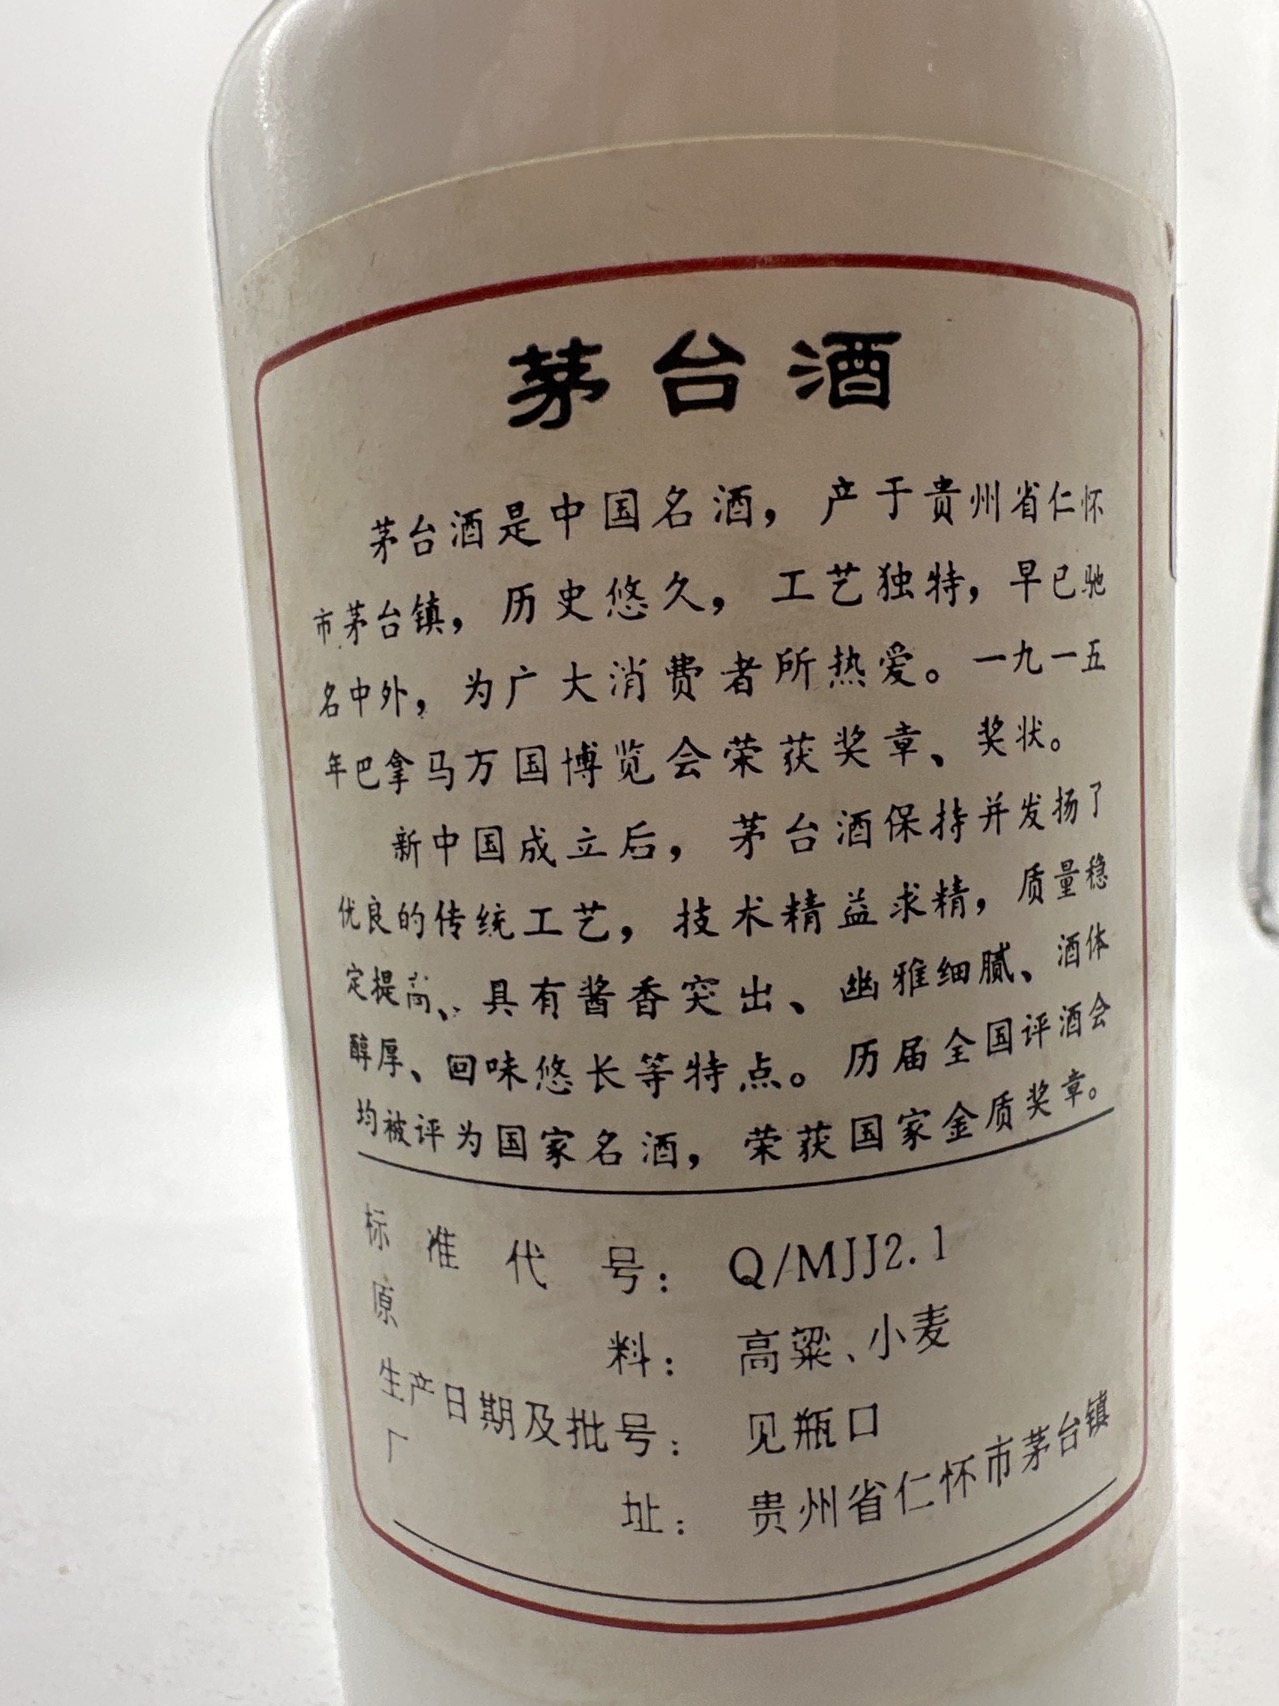 茅台酒
茅台酒是中国名酒，产于贵州省仁怀
市茅台镇，历史悠久，工艺独特，早已驰
名中外，为广大消费者所热爱。一九一五
年巴拿马万国博览会荣获奖章、奖状。
新中国成立后，茅台酒保持并发扬了
优良的传统工艺，技术精益求精，质量稳
定提高、具有酱香突出、幽雅细腻、酒体
醇厚、回味悠长等特点。历届全国评酒会
均被评为国家名酒，荣获国家金质奖章。
标准代号：Q/MJJ2.1
原料：高粱、小麦
生产日期及批号：见瓶口
厂址：贵州省仁怀市茅台镇